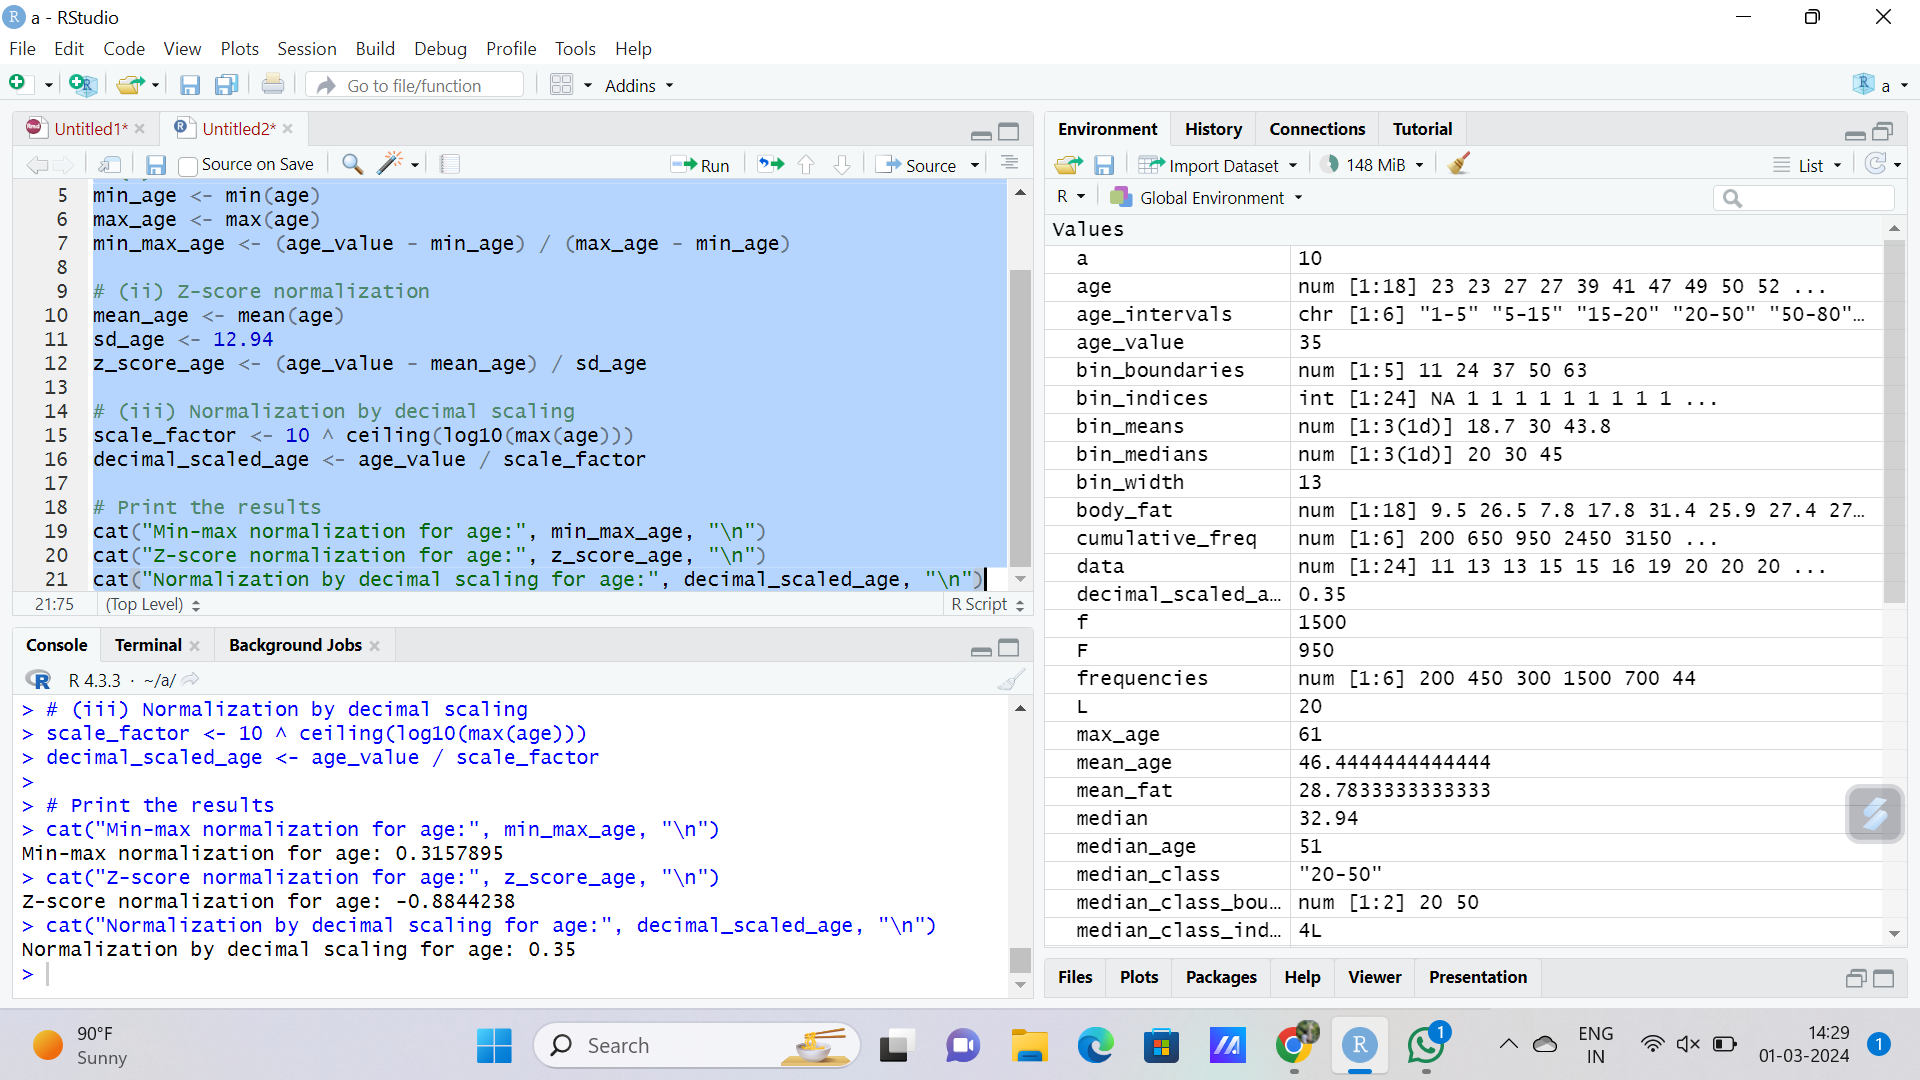 a - RStudio
File Edit Code View Plots Session Build Debug Profile Tools Help
Go to file/function Addins a
Untitled1* Untitled2*
Source on Save Run Source
5 min_age <- min(age)
6 max_age <- max(age)
7 min_max_age <- (age_value - min_age) / (max_age - min_age)
8
9 # (ii) Z-score normalization
10 mean_age <- mean(age)
11 sd_age <- 12.94
12 z_score_age <- (age_value - mean_age) / sd_age
13
14 # (iii) Normalization by decimal scaling
15 scale_factor <- 10 ^ ceiling(log10(max(age)))
16 decimal_scaled_age <- age_value / scale_factor
17
18 # Print the results
19 cat("Min-max normalization for age:", min_max_age, "\n")
20 cat("Z-score normalization for age:", z_score_age, "\n")
21 cat("Normalization by decimal scaling for age:", decimal_scaled_age, "\n")
21:75 (Top Level) R Script
Console Terminal Background Jobs
R 4.3.3 · ~/a/
> # (iii) Normalization by decimal scaling
> scale_factor <- 10 ^ ceiling(log10(max(age)))
> decimal_scaled_age <- age_value / scale_factor
>
> # Print the results
> cat("Min-max normalization for age:", min_max_age, "\n")
Min-max normalization for age: 0.3157895
> cat("Z-score normalization for age:", z_score_age, "\n")
Z-score normalization for age: -0.8844238
> cat("Normalization by decimal scaling for age:", decimal_scaled_age, "\n")
Normalization by decimal scaling for age: 0.35
>
Environment History Connections Tutorial
Import Dataset 148 MiB List
R Global Environment
Values
a 10
age num [1:18] 23 23 27 27 39 41 47 49 50 52 ...
age_intervals chr [1:6] "1-5" "5-15" "15-20" "20-50" "50-80"…
age_value 35
bin_boundaries num [1:5] 11 24 37 50 63
bin_indices int [1:24] NA 1 1 1 1 1 1 1 1 1 ...
bin_means num [1:3(1d)] 18.7 30 43.8
bin_medians num [1:3(1d)] 20 30 45
bin_width 13
body_fat num [1:18] 9.5 26.5 7.8 17.8 31.4 25.9 27.4 27…
cumulative_freq num [1:6] 200 650 950 2450 3150 ...
data num [1:24] 11 13 13 15 15 16 19 20 20 20 ...
decimal_scaled_a… 0.35
f 1500
F 950
frequencies num [1:6] 200 450 300 1500 700 44
L 20
max_age 61
mean_age 46.4444444444444
mean_fat 28.7833333333333
median 32.94
median_age 51
median_class "20-50"
median_class_bou… num [1:2] 20 50
median_class_ind… 4L
Files Plots Packages Help Viewer Presentation
90°F
Sunny
Search
1
ENG
IN
14:29
01-03-2024
1